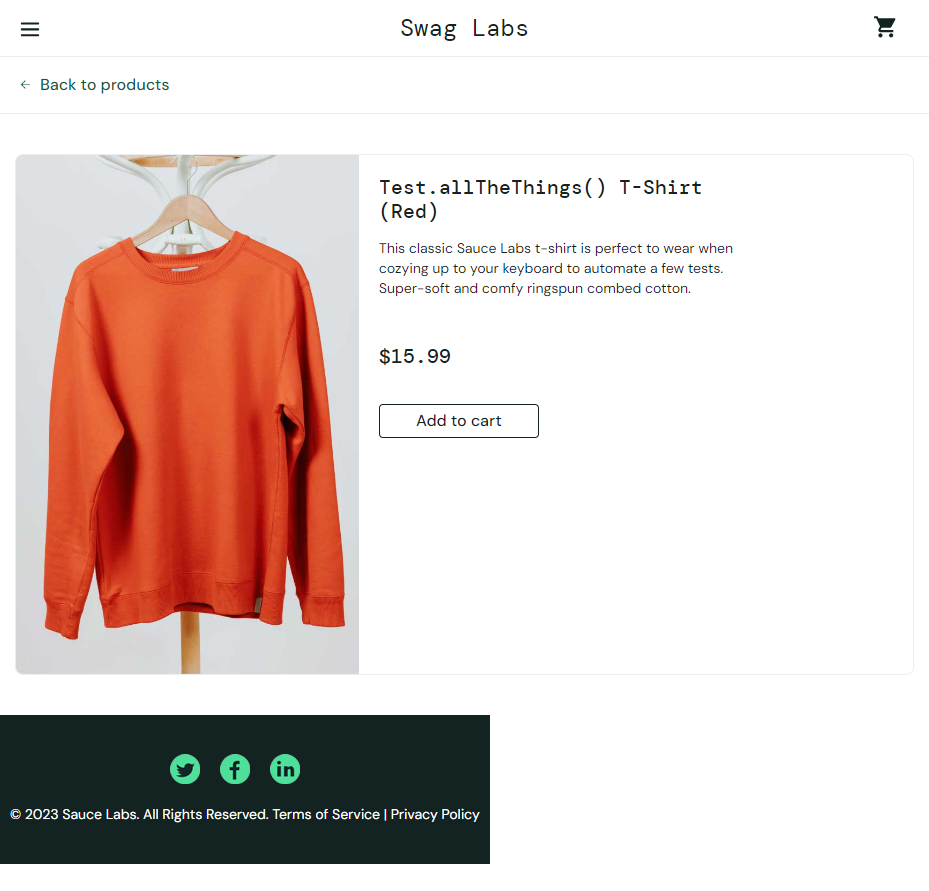 Swag Labs
Back to products
Test.allTheThings() T-Shirt
(Red)
This classic Sauce Labs t-shirt is perfect to wear when
cozying up to your keyboard to automate a few tests.
Super-soft and comfy ringspun combed cotton.
$15.99
Add to cart
© 2023 Sauce Labs. All Rights Reserved. Terms of Service | Privacy Policy